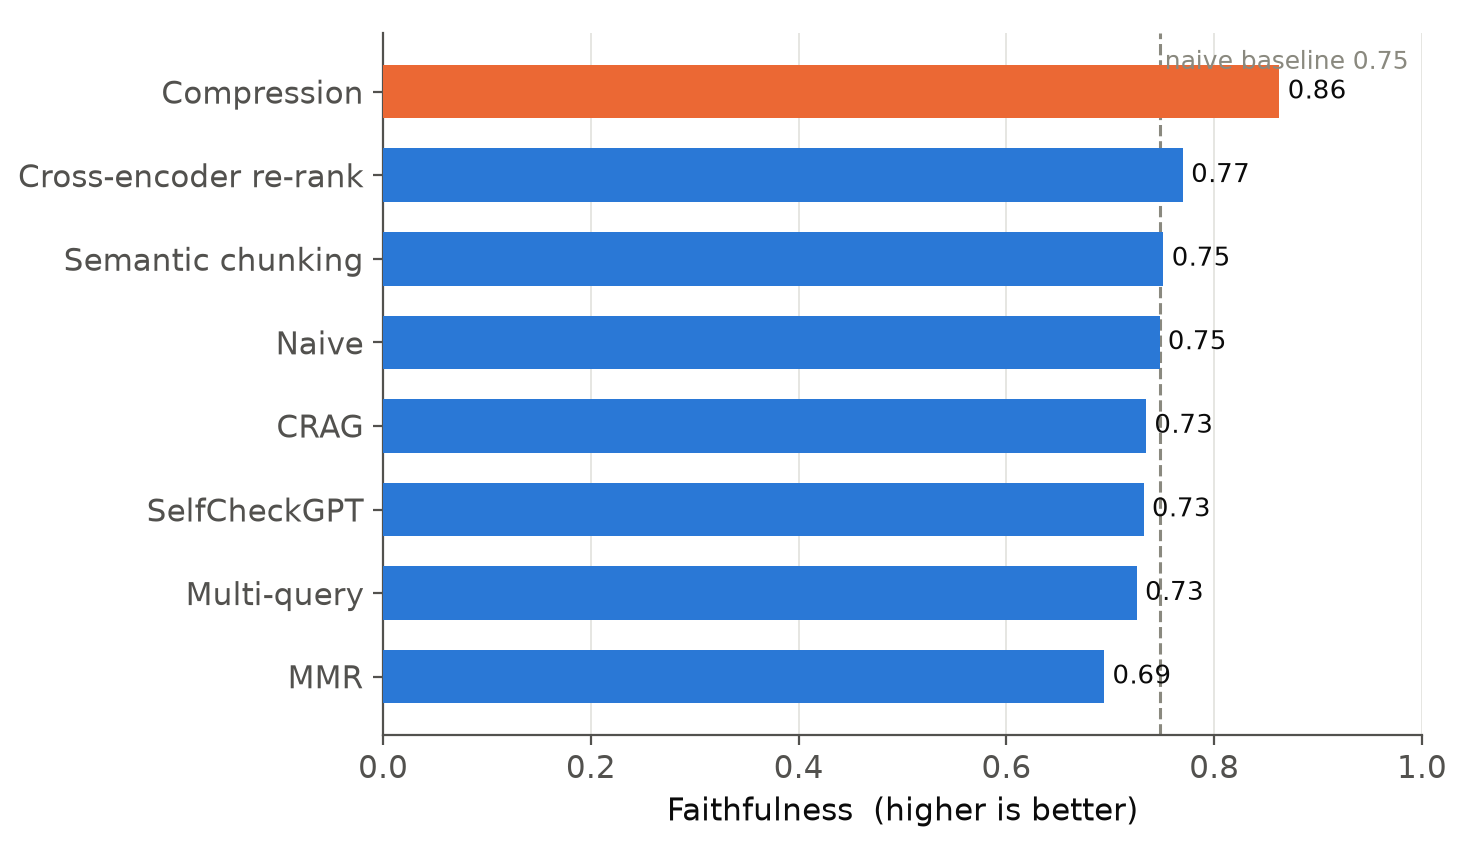 naive baseline 0.75
Compression 0.86
Cross-encoder re-rank 0.77
Semantic chunking 0.75
Naive 0.75
CRAG 0.73
SelfCheckGPT 0.73
Multi-query 0.73
MMR 0.69
0.0 0.2 0.4 0.6 0.8 1.0
Faithfulness (higher is better)